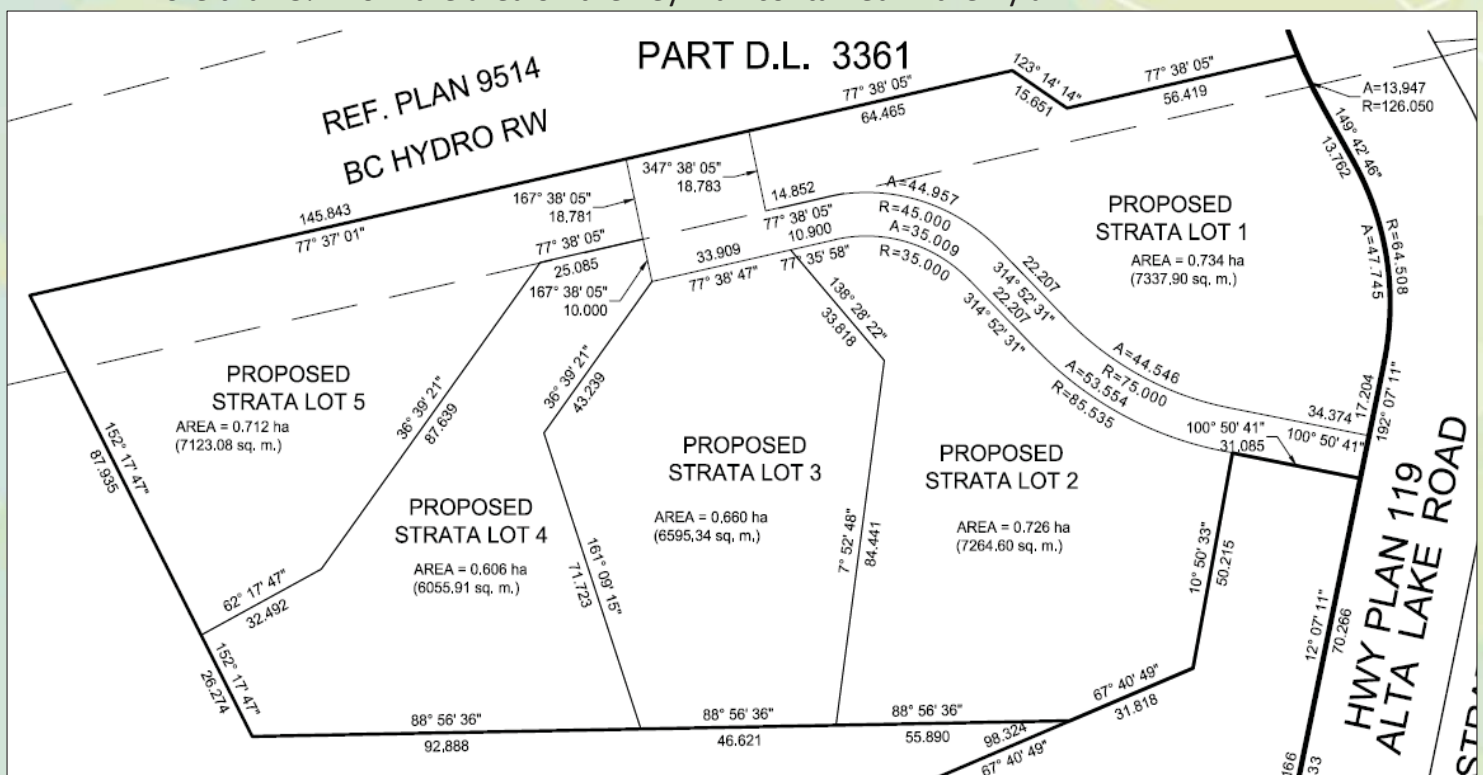 PART D.L. 3361
REF. PLAN 9514
BC HYDRO RW
77° 38' 05"
64.465
123° 14' 14"
15.651
77° 38' 05"
56.419
A=13,947
R=126.050
149° 42' 46"
13.762
347° 38' 05"
18.783
167° 38' 05"
18,781
145.843
77° 37' 01"
77° 38' 05"
25.085
167° 38' 05"
10.000
14.852
77° 38' 05"
33.909
77° 38' 47"
10.900
77° 35' 58"
A=44.957
R=45.000
A=35.009
R=35.000
22.207
314° 52' 31"
22.207
314° 52' 31"
PROPOSED
STRATA LOT 1
AREA = 0,734 ha
(7337,90 sq. m.)
R=64.508
A=47.745
138° 28' 22"
33.818
A=44.546
R=75.000
A=53.554
R=85.535
34.374
100° 50' 41"
100° 50' 41"
31.085
17.204
192° 07' 11"
PROPOSED
STRATA LOT 5
AREA = 0.712 ha
(7123.08 sq. m.)
36° 39' 21"
87.639
36° 39' 21"
43.239
152° 17' 47"
87.935
PROPOSED
STRATA LOT 3
AREA = 0,660 ha
(6595,34 sq. m,)
PROPOSED
STRATA LOT 2
AREA = 0.726 ha
(7264.60 sq. m.)
PROPOSED
STRATA LOT 4
AREA = 0.606 ha
(6055,91 sq. m.)
161° 09' 15"
71.723
7° 52' 48"
84.441
10° 50' 33"
50.215
62° 17' 47"
32.492
152° 17' 47"
26.274
88° 56' 36"
92,888
88° 56' 36"
46.621
88° 56' 36"
55.890
67° 40' 49"
31.818
98.324
67° 40' 49"
12° 07' 11"
70.266
HWY PLAN 119
ALTA LAKE ROAD